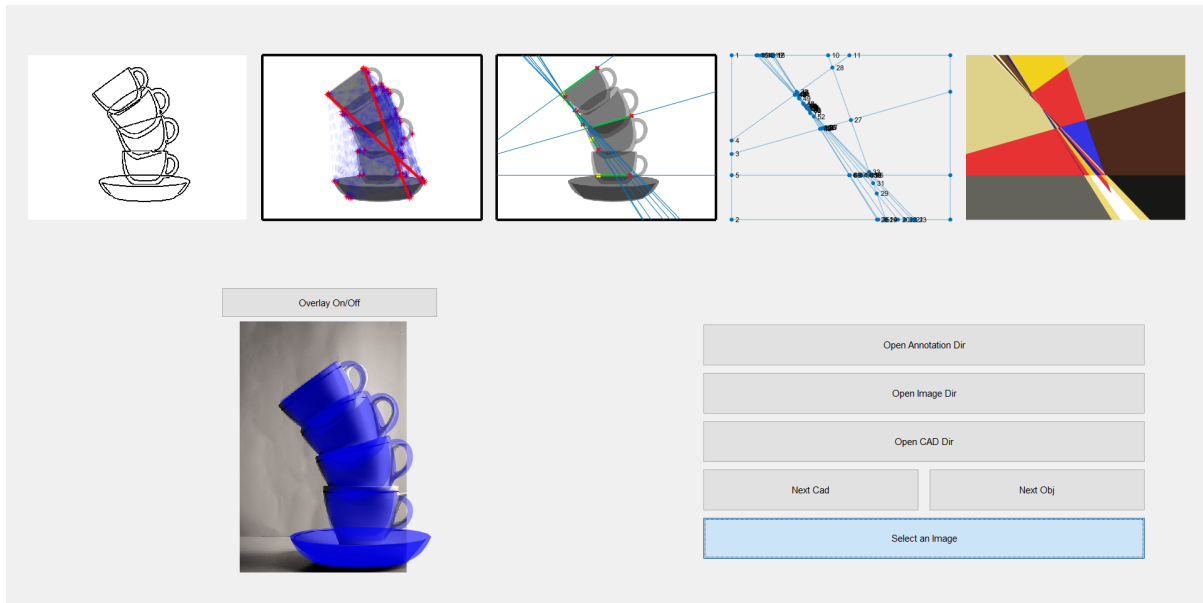 1
10
11
28
52
27
4
3
5
33
31
29
2
Overlay On/Off
Open Annotation Dir
Open Image Dir
Open CAD Dir
Next Cad
Next Obj
Select an Image